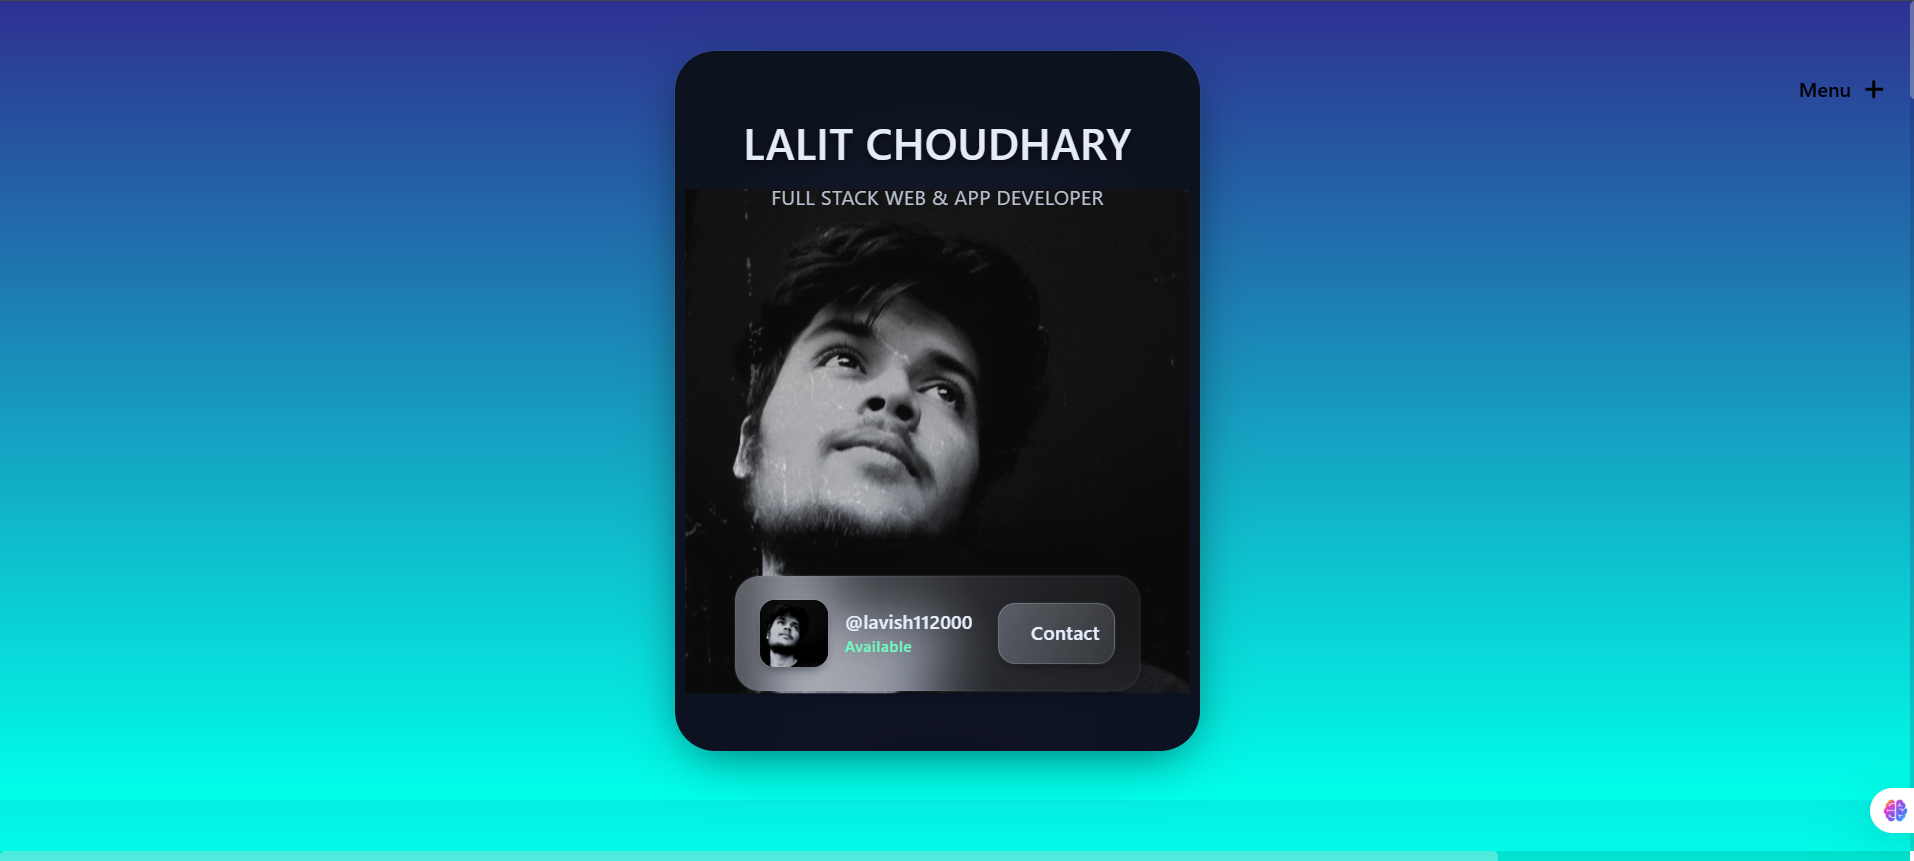 Menu +
LALIT CHOUDHARY
FULL STACK WEB & APP DEVELOPER
@lavish112000
Available
Contact